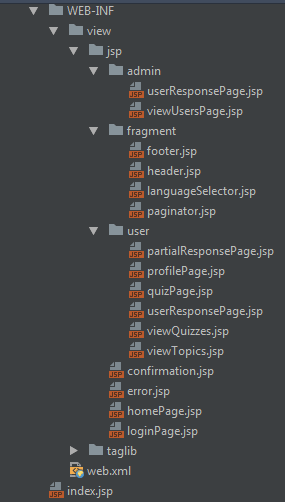 WEB-INF
view
jsp
admin
userResponsePage.jsp
viewUsersPage.jsp
fragment
footer.jsp
header.jsp
languageSelector.jsp
paginator.jsp
user
partialResponsePage.jsp
profilePage.jsp
quizPage.jsp
userResponsePage.jsp
viewQuizzes.jsp
viewTopics.jsp
confirmation.jsp
error.jsp
homePage.jsp
loginPage.jsp
taglib
web.xml
index.jsp